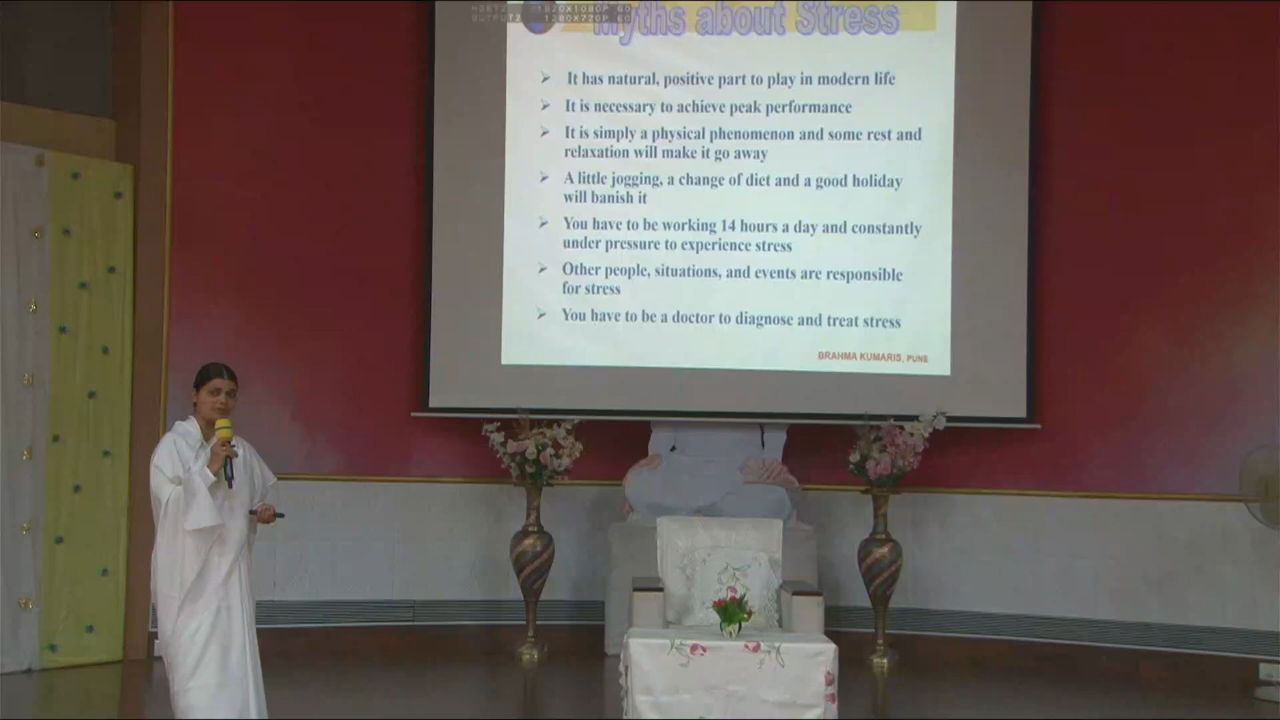 OUTPUT2 1280X720P 60
Myths about Stress
➢ It has natural, positive part to play in modern life
➢ It is necessary to achieve peak performance
➢ It is simply a physical phenomenon and some rest and
relaxation will make it go away
➢ A little jogging, a change of diet and a good holiday
will banish it
➢ You have to be working 14 hours a day and constantly
under pressure to experience stress
➢ Other people, situations, and events are responsible
for stress
➢ You have to be a doctor to diagnose and treat stress
BRAHMA KUMARIS, PUNE